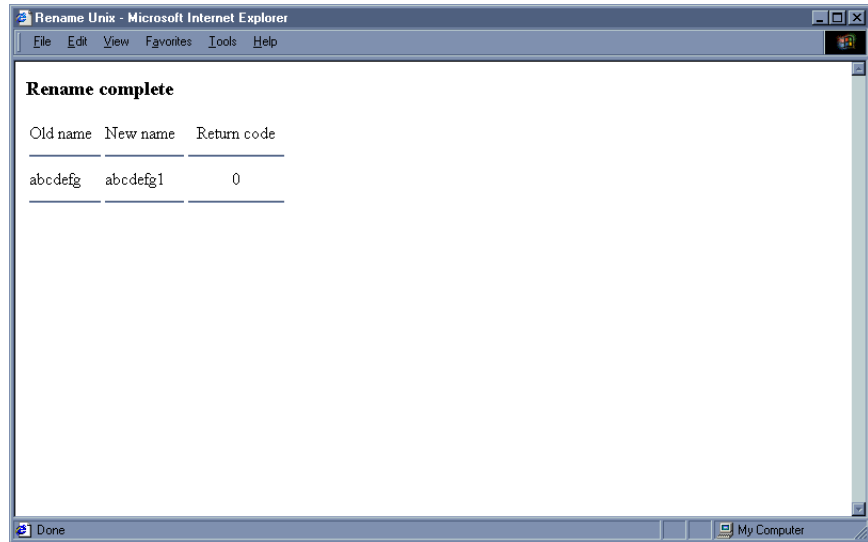 Rename Unix - Microsoft Internet Explorer
File Edit View Favorites Tools Help
Rename complete
Old name New name Return code
abcdefg abcdefg1 0
Done My Computer